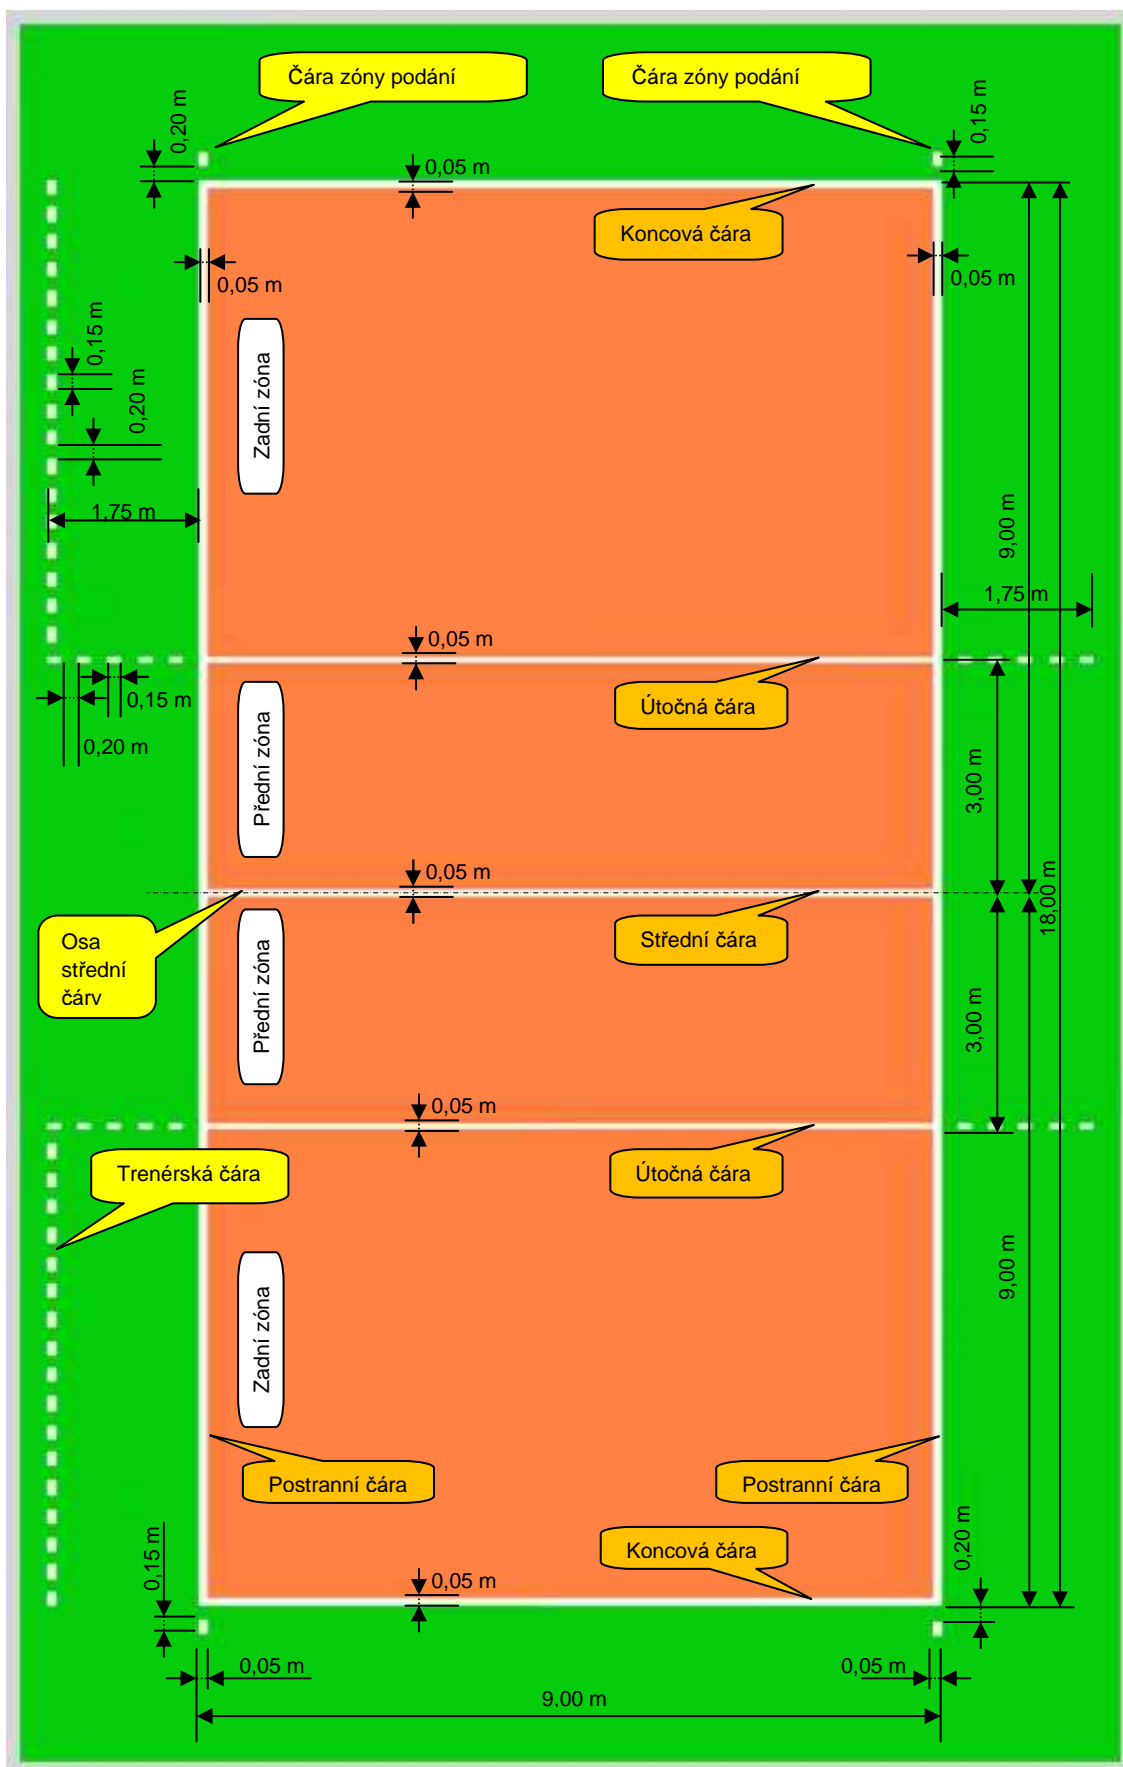 Čára zóny podání
Čára zóny podání
0,20 m
0,15 m
0,05 m
Koncová čára
0,05 m
0,05 m
0,15 m
0,20 m
Zadní zóna
1,75 m
9,00 m
1,75 m
0,05 m
0,15 m
Útočná čára
0,20 m
Přední zóna
3,00 m
0,05 m
18,00 m
Osa
střední
čárv
Střední čára
Přední zóna
3,00 m
0,05 m
Trenérská čára
Útočná čára
9,00 m
Zadní zóna
Postranní čára
Postranní čára
0,15 m
0,20 m
Koncová čára
0,05 m
0,05 m
0,05 m
9,00 m